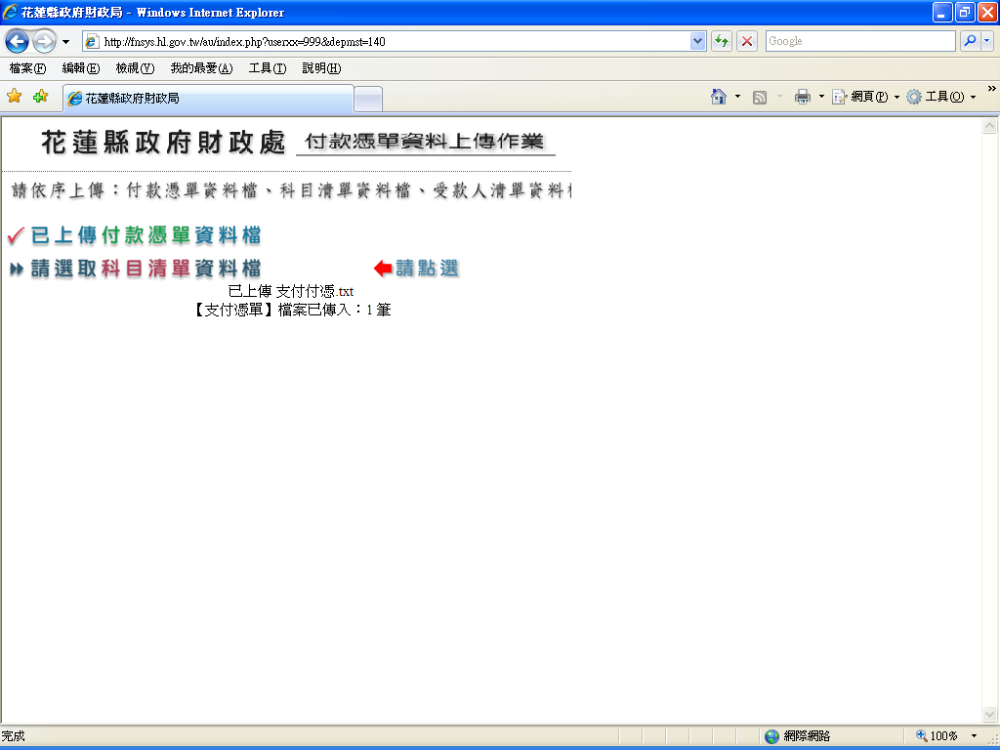 花蓮縣政府財政局 - Windows Internet Explorer
http://fnsys.hl.gov.tw/au/index.php?userxx=999&depmst=140
Google
檔案(F) 編輯(E) 檢視(V) 我的最愛(A) 工具(T) 說明(H)
花蓮縣政府財政局
網頁(P) 工具(O) »
花蓮縣政府財政處 付款憑單資料上傳作業
請依序上傳：付款憑單資料檔、科目清單資料檔、受款人清單資料
已上傳付款憑單資料檔
請選取科目清單資料檔 請點選
已上傳 支付付憑.txt
【支付憑單】檔案已傳入：1 筆
完成 網際網路 100%